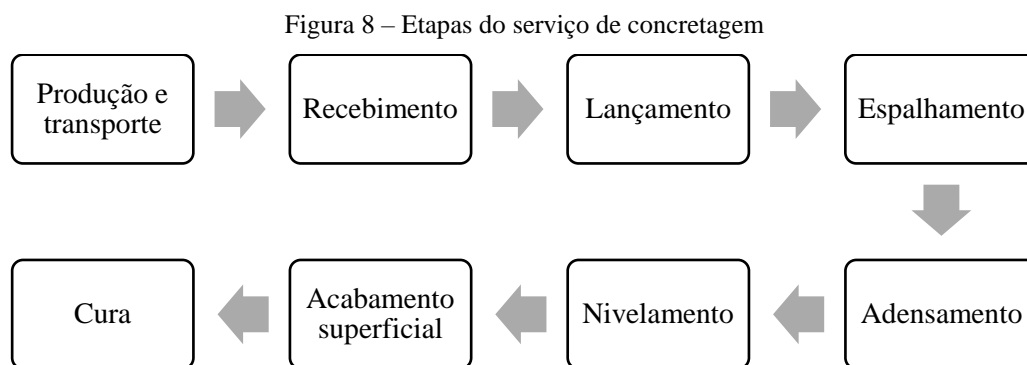 Figura 8 – Etapas do serviço de concretagem
Produção e
transporte
Recebimento
Lançamento
Espalhamento
Adensamento
Nivelamento
Acabamento
superficial
Cura